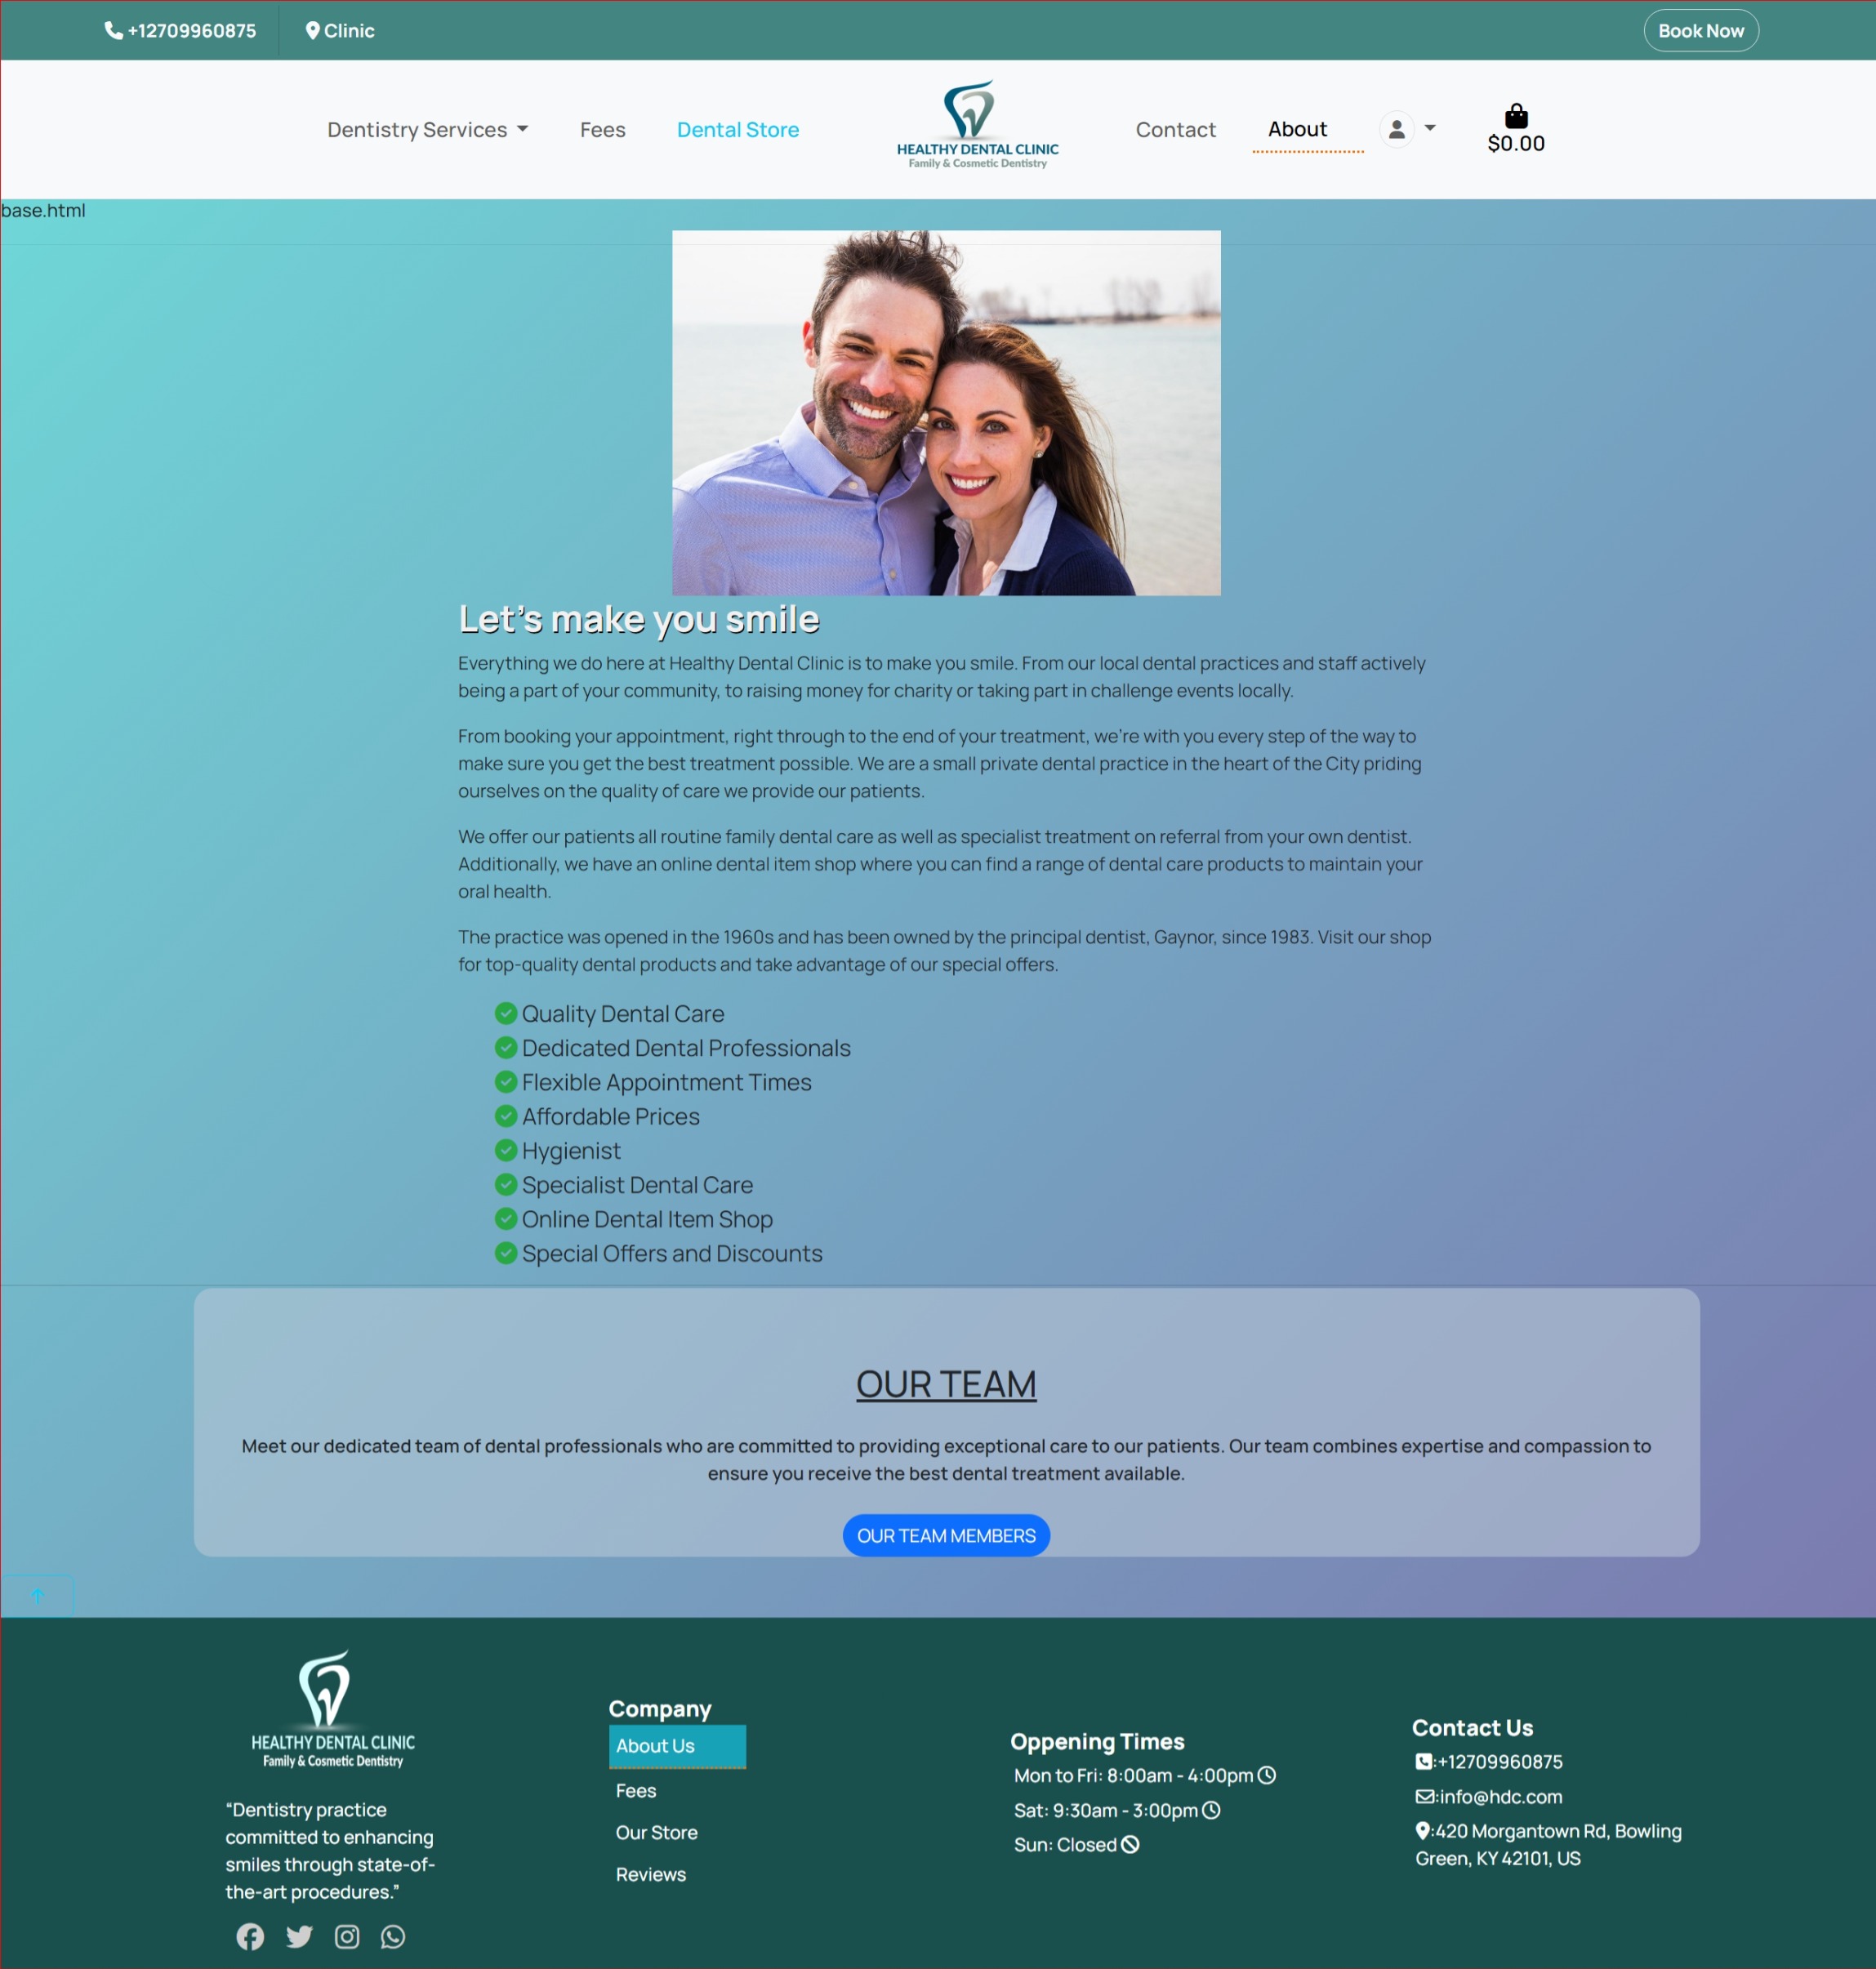 +12709960875
Clinic
Book Now
Dentistry Services
Fees
Dental Store
HEALTHY DENTAL CLINIC
Family & Cosmetic Dentistry
Contact
About
$0.00
base.html
Let's make you smile
Everything we do here at Healthy Dental Clinic is to make you smile. From our local dental practices and staff actively
being a part of your community, to raising money for charity or taking part in challenge events locally.
From booking your appointment, right through to the end of your treatment, we're with you every step of the way to
make sure you get the best treatment possible. We are a small private dental practice in the heart of the City priding
ourselves on the quality of care we provide our patients.
We offer our patients all routine family dental care as well as specialist treatment on referral from your own dentist.
Additionally, we have an online dental item shop where you can find a range of dental care products to maintain your
oral health.
The practice was opened in the 1960s and has been owned by the principal dentist, Gaynor, since 1983. Visit our shop
for top-quality dental products and take advantage of our special offers.
Quality Dental Care
Dedicated Dental Professionals
Flexible Appointment Times
Affordable Prices
Hygienist
Specialist Dental Care
Online Dental Item Shop
Special Offers and Discounts
OUR TEAM
Meet our dedicated team of dental professionals who are committed to providing exceptional care to our patients. Our team combines expertise and compassion to
ensure you receive the best dental treatment available.
OUR TEAM MEMBERS
HEALTHY DENTAL CLINIC
Family & Cosmetic Dentistry
“Dentistry practice
committed to enhancing
smiles through state-of-
the-art procedures.”
Company
About Us
Fees
Our Store
Reviews
Oppening Times
Mon to Fri: 8:00am - 4:00pm
Sat: 9:30am - 3:00pm
Sun: Closed
Contact Us
:+12709960875
:info@hdc.com
:420 Morgantown Rd, Bowling
Green, KY 42101, US